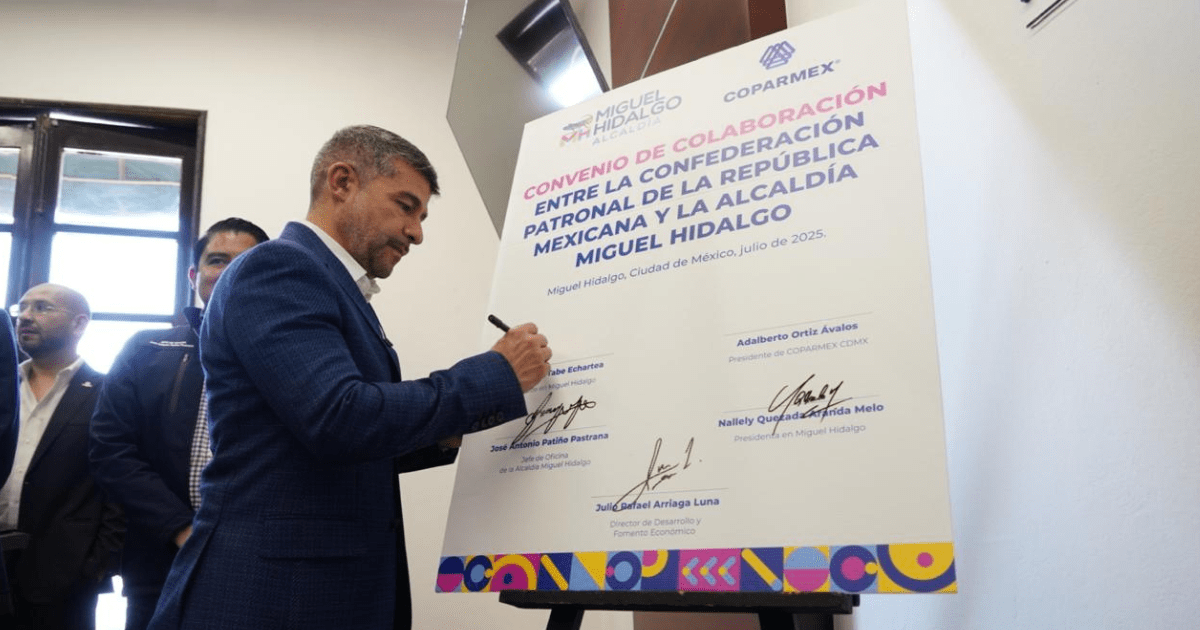 MIGUEL
HIDALGO
ALCALDÍA
MH
COPARMEX
CONVENIO DE COLABORACIÓN
ENTRE LA CONFEDERACIÓN
PATRONAL DE LA REPÚBLICA
MEXICANA Y LA ALCALDÍA
MIGUEL HIDALGO
Miguel Hidalgo, Ciudad de México, julio de 2025.
Tabe Echartea
en Miguel Hidalgo
José Antonio Patiño Pastrana
Jefe de Oficina
de la Alcaldía Miguel Hidalgo
Adalberto Ortiz Ávalos
Presidente de COPARMEX CDMX
Nallely Quezada Aranda Melo
Presidenta en Miguel Hidalgo
Julio Rafael Arriaga Luna
Director de Desarrollo y
Fomento Económico